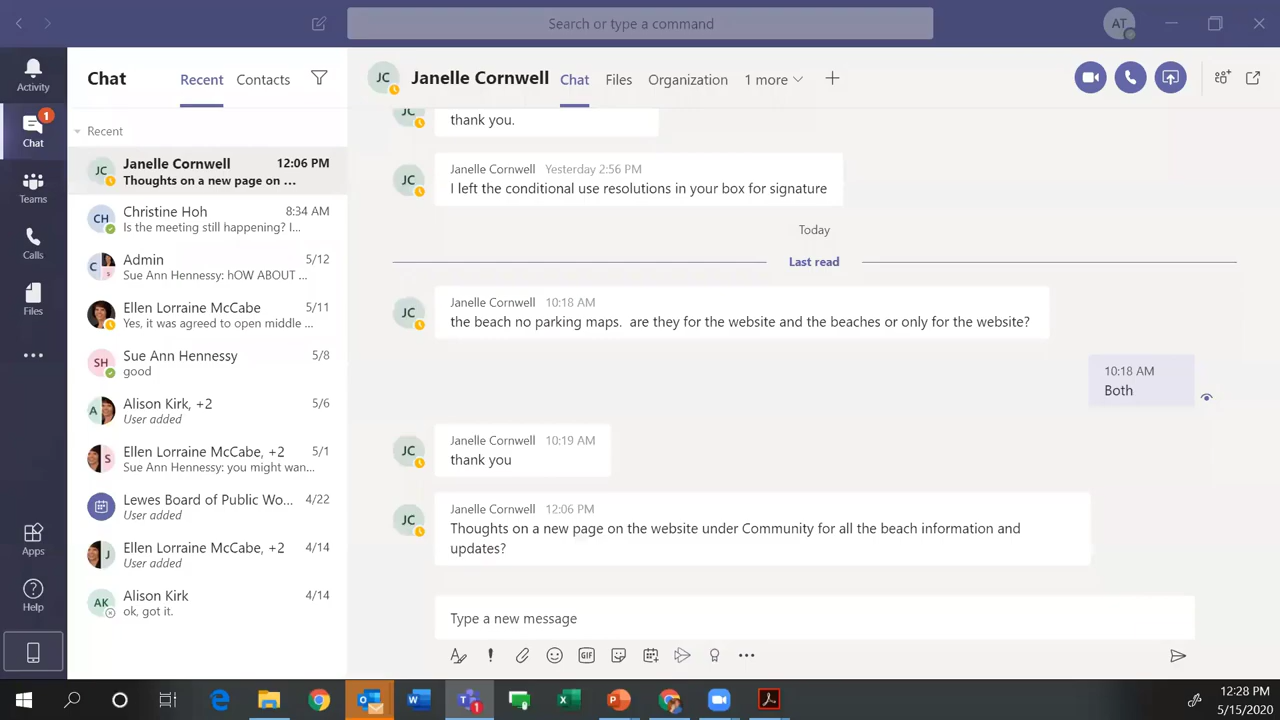 Search or type a command
AT
Activity
Chat
1
Teams
Calls
Files
Apps
Help
Chat
Recent
Contacts
Recent
JC
Janelle Cornwell
12:06 PM
Thoughts on a new page on ...
CH
Christine Hoh
8:34 AM
Is the meeting still happening? I...
C
Admin
5/12
Sue Ann Hennessy: hOW ABOUT ...
Ellen Lorraine McCabe
5/11
Yes, it was agreed to open middle ...
SH
Sue Ann Hennessy
5/8
good
A
Alison Kirk, +2
5/6
User added
S
Ellen Lorraine McCabe, +2
5/1
Sue Ann Hennessy: you might wan...
Lewes Board of Public Wo...
4/22
User added
J
Ellen Lorraine McCabe, +2
4/14
User added
AK
Alison Kirk
4/14
ok, got it.
JC
Janelle Cornwell
Chat
Files
Organization
1 more
JC
thank you.
JC
Janelle Cornwell Yesterday 2:56 PM
I left the conditional use resolutions in your box for signature
Today
Last read
JC
Janelle Cornwell 10:18 AM
the beach no parking maps. are they for the website and the beaches or only for the website?
10:18 AM
Both
JC
Janelle Cornwell 10:19 AM
thank you
JC
Janelle Cornwell 12:06 PM
Thoughts on a new page on the website under Community for all the beach information and
updates?
Type a new message
GIF
12:28 PM
5/15/2020